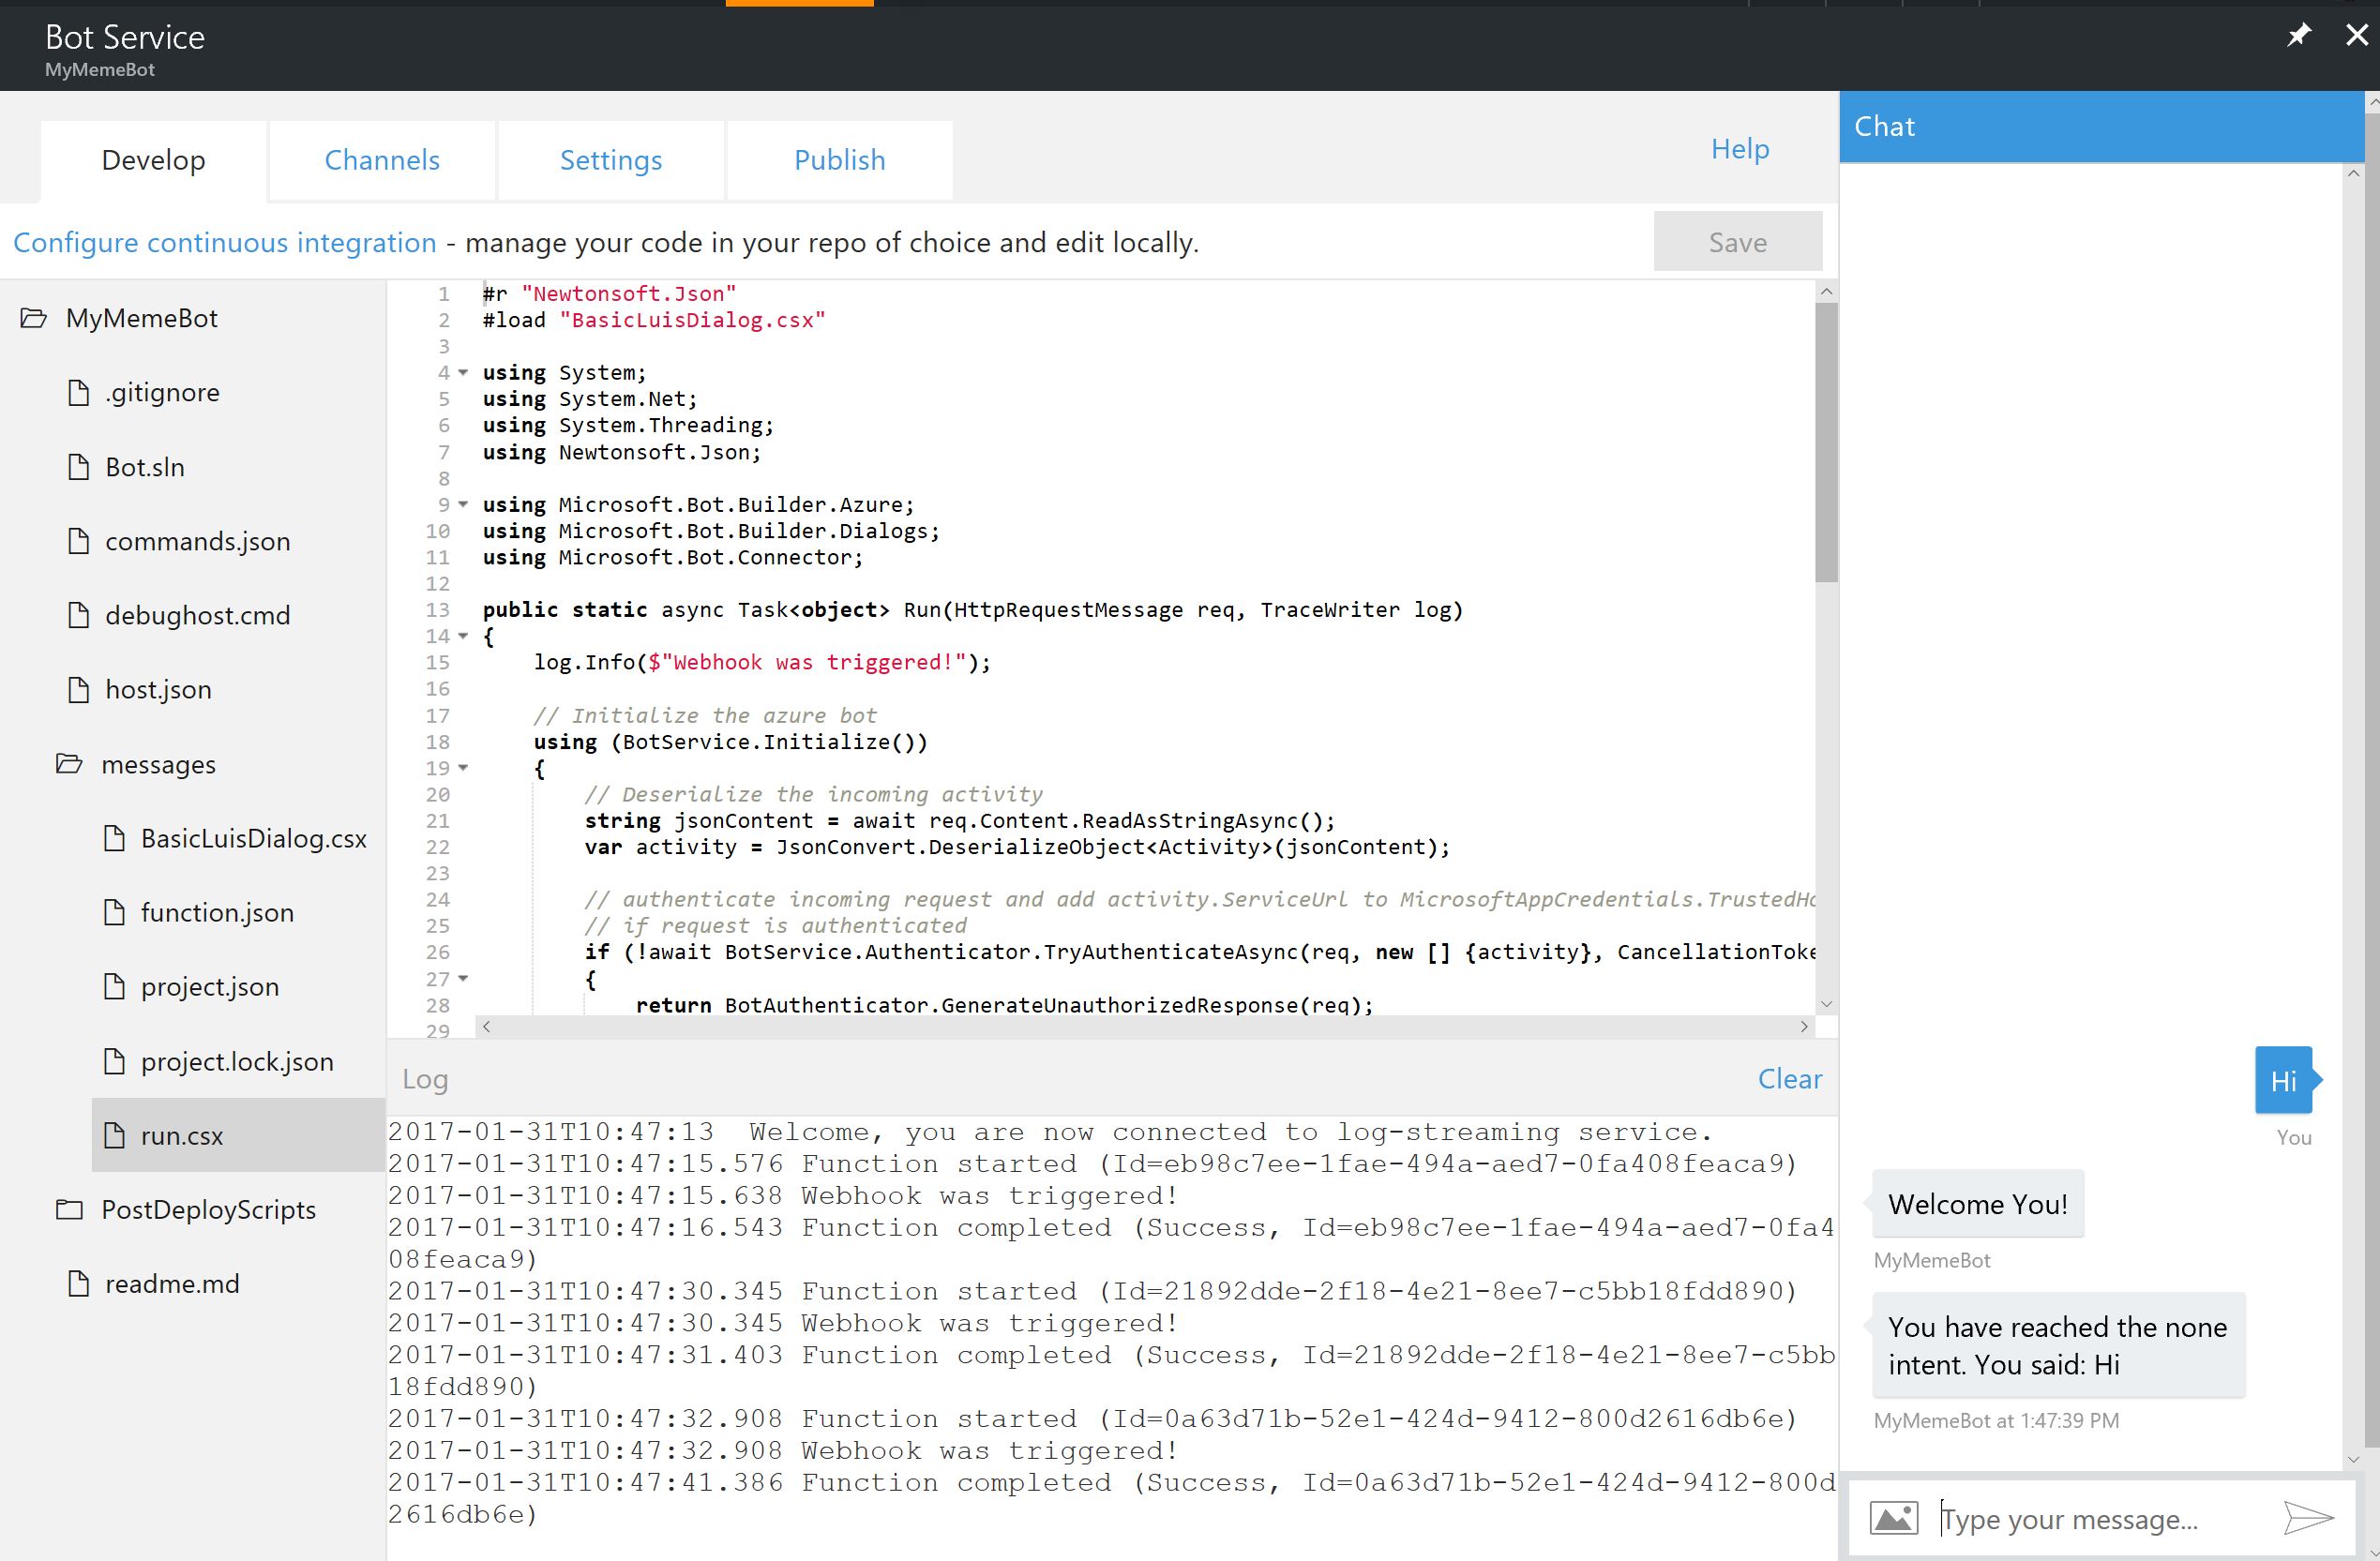 Bot Service
MyMemeBot
Develop
Channels
Settings
Publish
Help
Configure continuous integration - manage your code in your repo of choice and edit locally.
Save
MyMemeBot
.gitignore
Bot.sln
commands.json
debughost.cmd
host.json
messages
BasicLuisDialog.csx
function.json
project.json
project.lock.json
run.csx
PostDeployScripts
readme.md
1 #r "Newtonsoft.Json"
2 #load "BasicLuisDialog.csx"
3
4 using System;
5 using System.Net;
6 using System.Threading;
7 using Newtonsoft.Json;
8
9 using Microsoft.Bot.Builder.Azure;
10 using Microsoft.Bot.Builder.Dialogs;
11 using Microsoft.Bot.Connector;
12
13 public static async Task<object> Run(HttpRequestMessage req, TraceWriter log)
14 {
15 log.Info($"Webhook was triggered!");
16
17 // Initialize the azure bot
18 using (BotService.Initialize())
19 {
20 // Deserialize the incoming activity
21 string jsonContent = await req.Content.ReadAsStringAsync();
22 var activity = JsonConvert.DeserializeObject<Activity>(jsonContent);
23
24 // authenticate incoming request and add activity.ServiceUrl to MicrosoftAppCredentials.TrustedHo
25 // if request is authenticated
26 if (!await BotService.Authenticator.TryAuthenticateAsync(req, new [] {activity}, CancellationToke
27 {
28 return BotAuthenticator.GenerateUnauthorizedResponse(req);
29
Log
Clear
2017-01-31T10:47:13 Welcome, you are now connected to log-streaming service.
2017-01-31T10:47:15.576 Function started (Id=eb98c7ee-1fae-494a-aed7-0fa408feaca9)
2017-01-31T10:47:15.638 Webhook was triggered!
2017-01-31T10:47:16.543 Function completed (Success, Id=eb98c7ee-1fae-494a-aed7-0fa4
08feaca9)
2017-01-31T10:47:30.345 Function started (Id=21892dde-2f18-4e21-8ee7-c5bb18fdd890)
2017-01-31T10:47:30.345 Webhook was triggered!
2017-01-31T10:47:31.403 Function completed (Success, Id=21892dde-2f18-4e21-8ee7-c5bb
18fdd890)
2017-01-31T10:47:32.908 Function started (Id=0a63d71b-52e1-424d-9412-800d2616db6e)
2017-01-31T10:47:32.908 Webhook was triggered!
2017-01-31T10:47:41.386 Function completed (Success, Id=0a63d71b-52e1-424d-9412-800d
2616db6e)
Chat
Hi
You
Welcome You!
MyMemeBot
You have reached the none
intent. You said: Hi
MyMemeBot at 1:47:39 PM
Type your message...